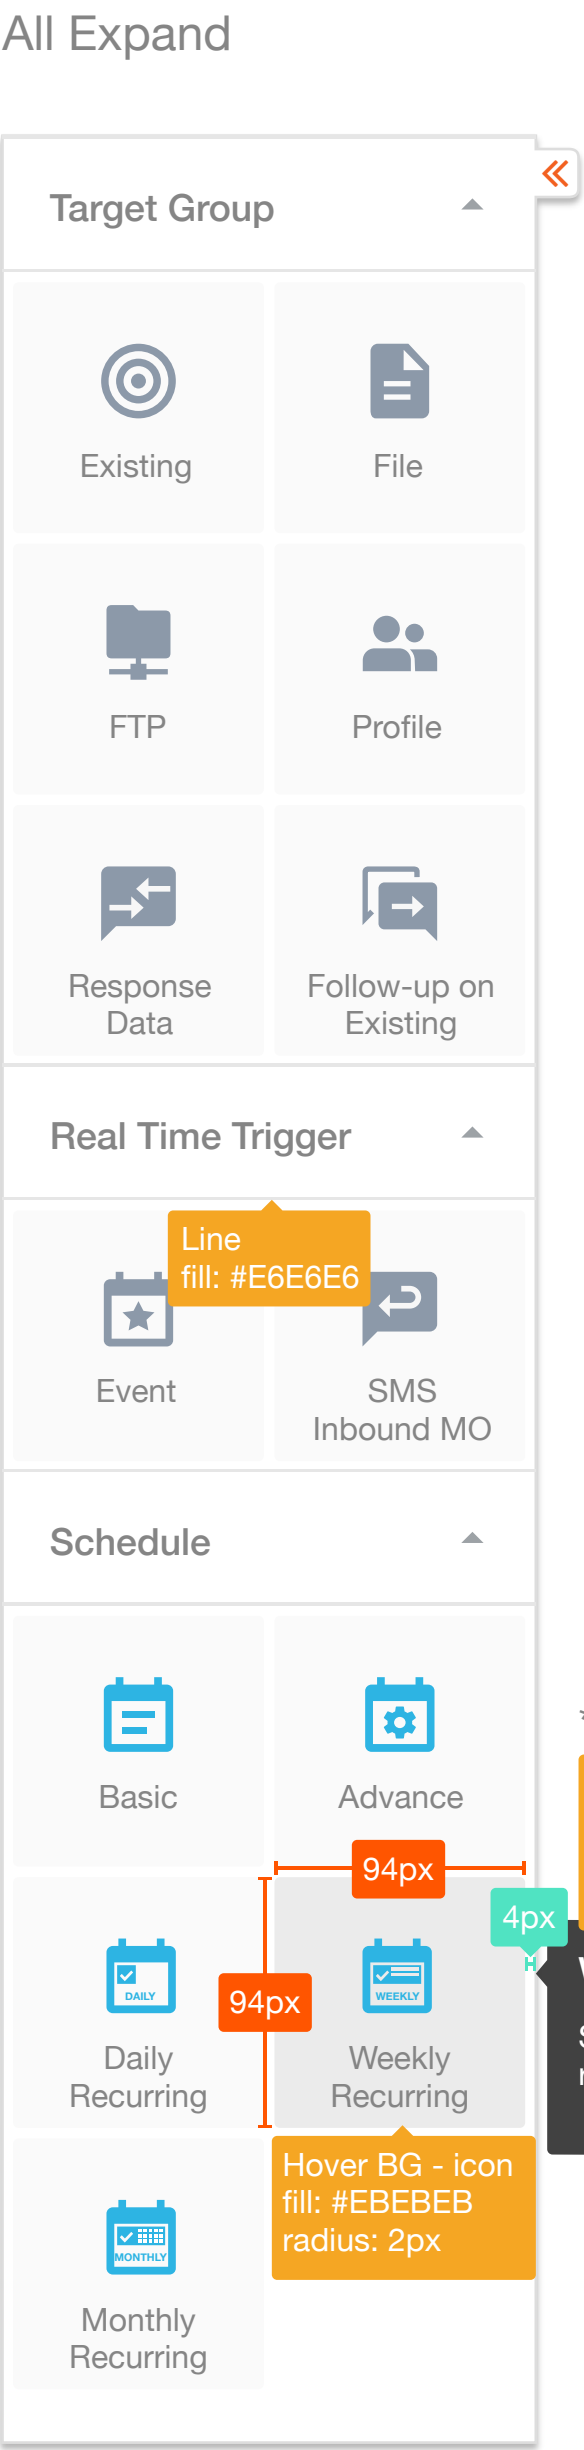 All Expand
Target Group
Existing
File
FTP
Profile
Response
Data
Follow-up on
Existing
Real Time Trigger
Line
fill: #E6E6E6
Event
SMS
Inbound MO
Schedule
Basic
Advance
94px
4px
94px
DAILY
Daily
Recurring
WEEKLY
Weekly
Recurring
Hover BG - icon
fill: #EBEBEB
radius: 2px
MONTHLY
Monthly
Recurring